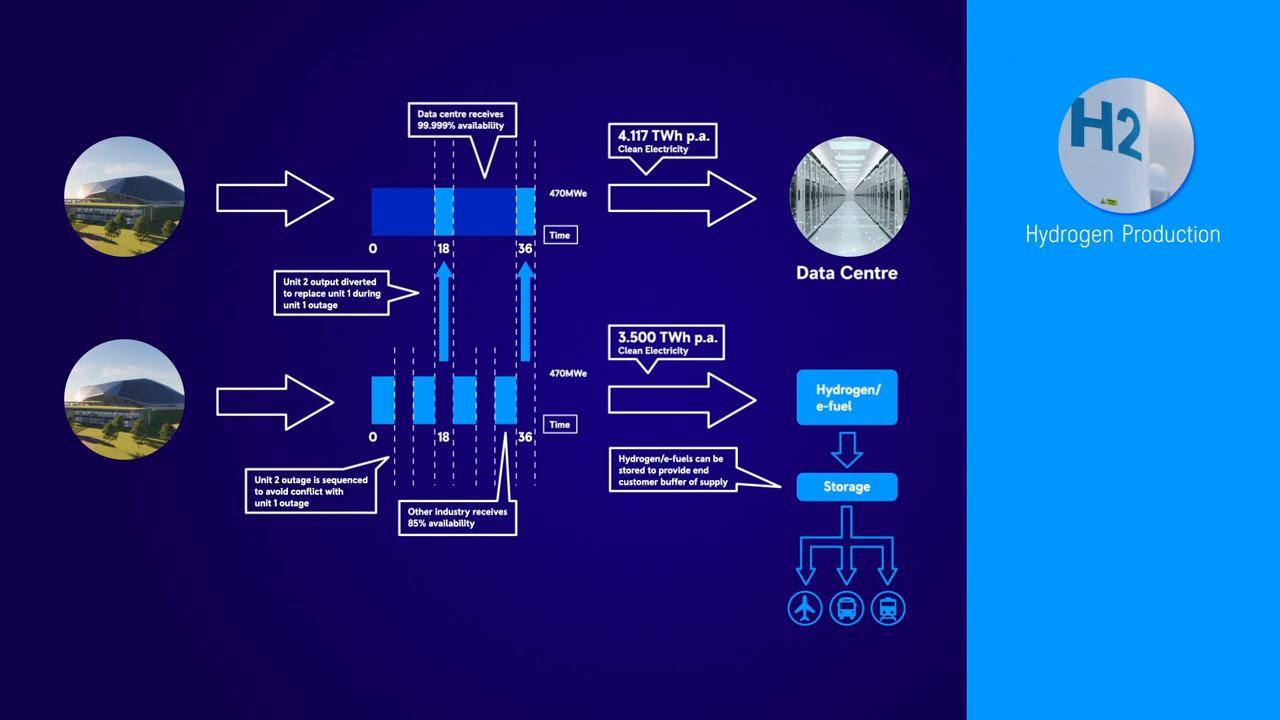 Data centre receives
99.999% availability
4.117 TWh p.a.
Clean Electricity
470MWe
Time
0
18
36
Data Centre
Unit 2 output diverted
to replace unit 1 during
unit 1 outage
3.500 TWh p.a.
Clean Electricity
470MWe
Time
0
18
36
Hydrogen/
e-fuel
Hydrogen/e-fuels can be
stored to provide end
customer buffer of supply
Storage
Unit 2 outage is sequenced
to avoid conflict with
unit 1 outage
Other industry receives
85% availability
H2
Hydrogen Production